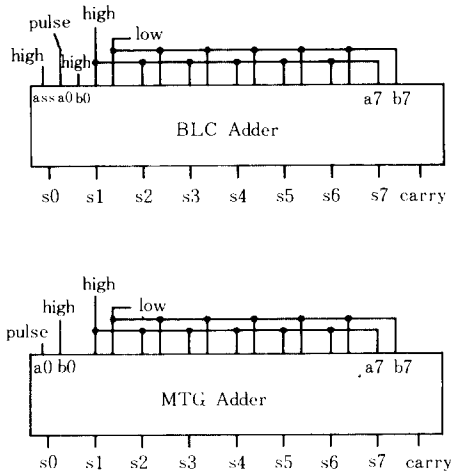 high
pulse
low
high
high
ass a0 b0
a7 b7
BLC Adder
s0 s1 s2 s3 s4 s5 s6 s7 carry
high
high
low
pulse
a0 b0
a7 b7
MTG Adder
s0 s1 s2 s3 s4 s5 s6 s7 carry